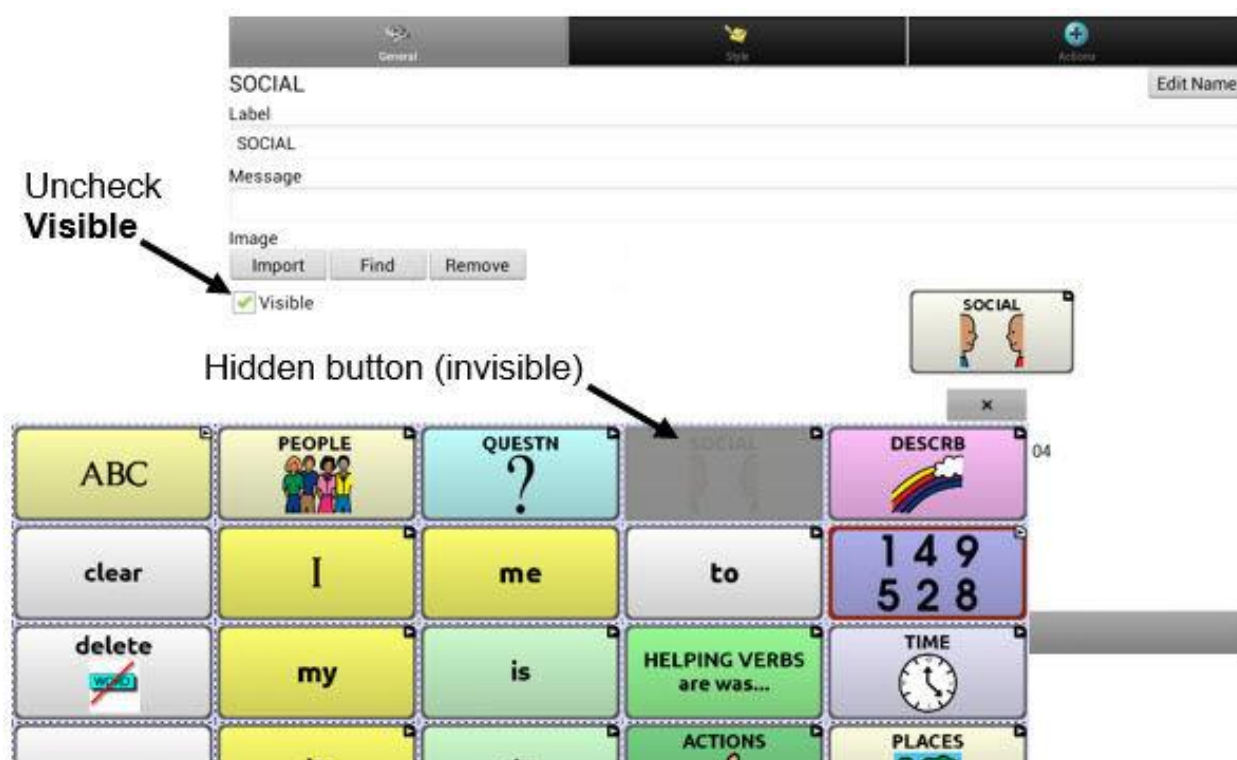 General
Style
Actions
SOCIAL
Edit Name
Label
SOCIAL
Message
Uncheck
Visible
Image
Import Find Remove
Visible
SOCIAL
Hidden button (invisible)
×
ABC PEOPLE QUESTN ? SOCIAL DESCRB
04
clear I me to 1 4 9
5 2 8
delete
WORD
my is HELPING VERBS
are was...
TIME
ACTIONS PLACES